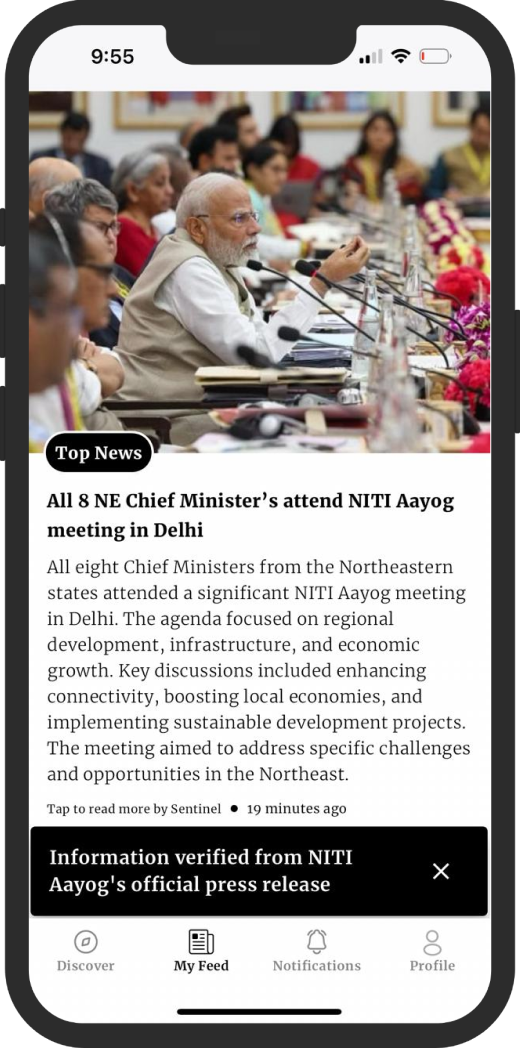 9:55
Top News
All 8 NE Chief Minister’s attend NITI Aayog
meeting in Delhi
All eight Chief Ministers from the Northeastern
states attended a significant NITI Aayog meeting
in Delhi. The agenda focused on regional
development, infrastructure, and economic
growth. Key discussions included enhancing
connectivity, boosting local economies, and
implementing sustainable development projects.
The meeting aimed to address specific challenges
and opportunities in the Northeast.
Tap to read more by Sentinel ● 19 minutes ago
Information verified from NITI
Aayog's official press release
Discover My Feed Notifications Profile